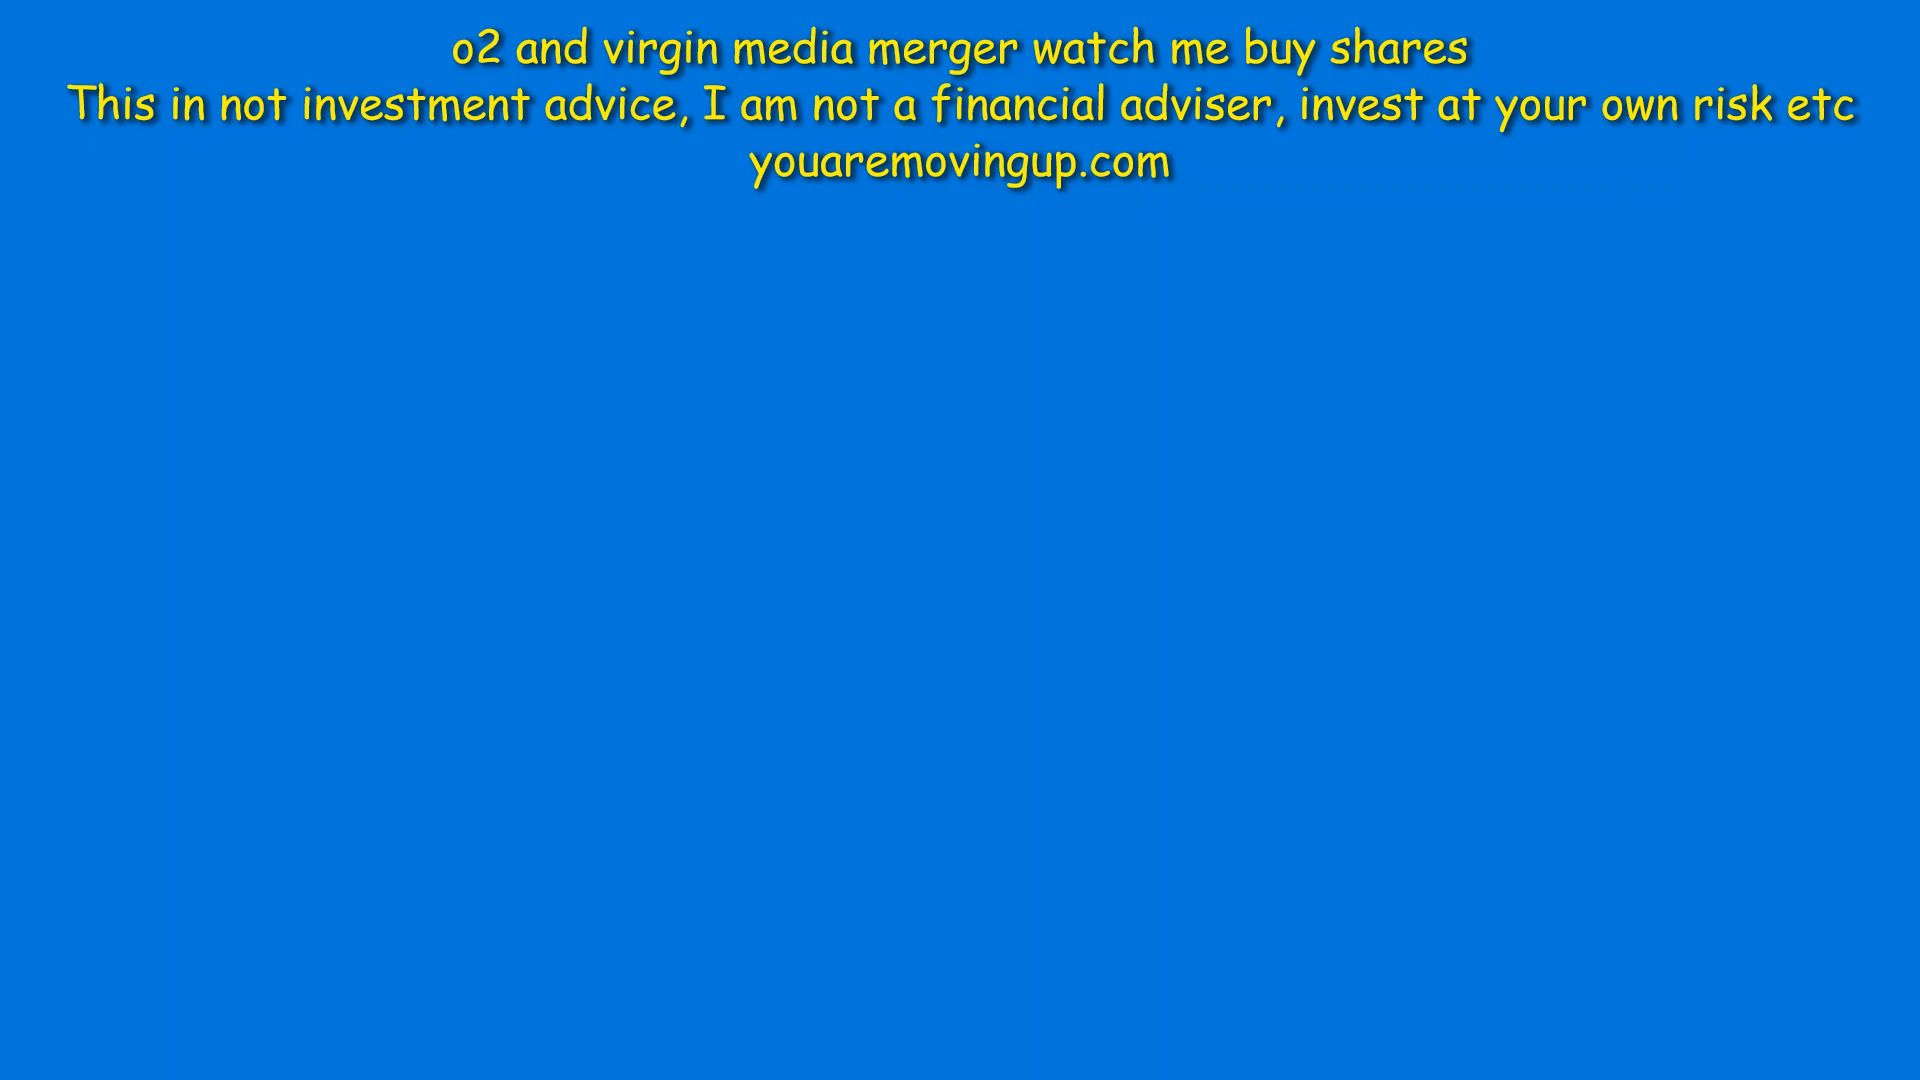 o2 and virgin media merger watch me buy shares
This in not investment advice, I am not a financial adviser, invest at your own risk etc
youaremovingup.com